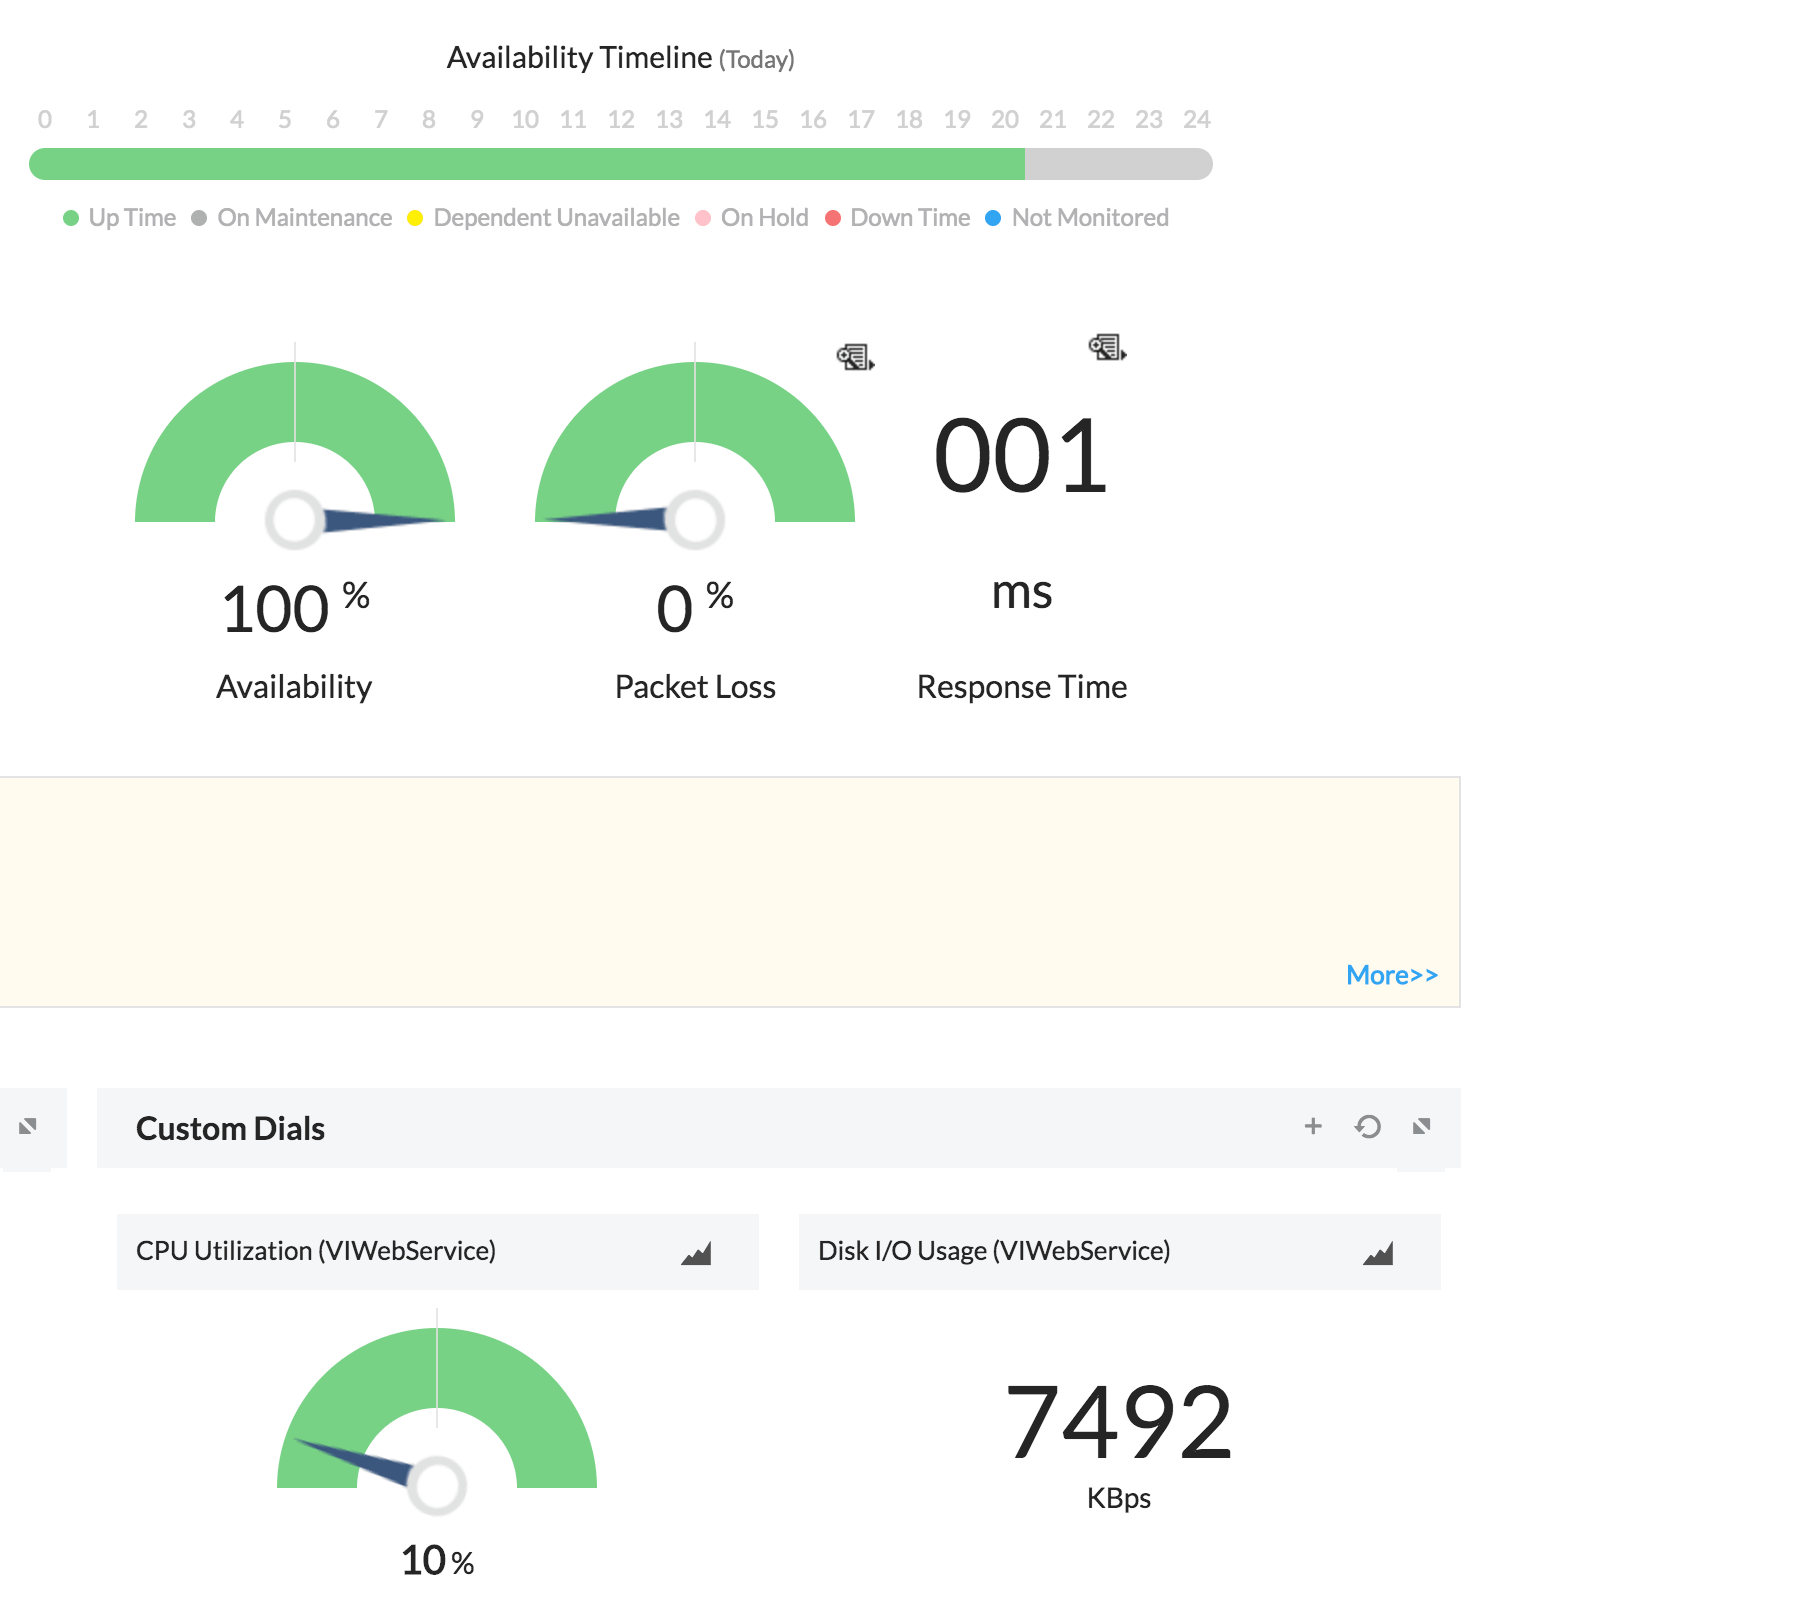 Availability Timeline (Today)
0 1 2 3 4 5 6 7 8 9 10 11 12 13 14 15 16 17 18 19 20 21 22 23 24
Up Time On Maintenance Dependent Unavailable On Hold Down Time Not Monitored
100 % 0 % 001 ms
Availability Packet Loss Response Time
More>>
Custom Dials
CPU Utilization (VIWebService) Disk I/O Usage (VIWebService)
7492
KBps
10 %